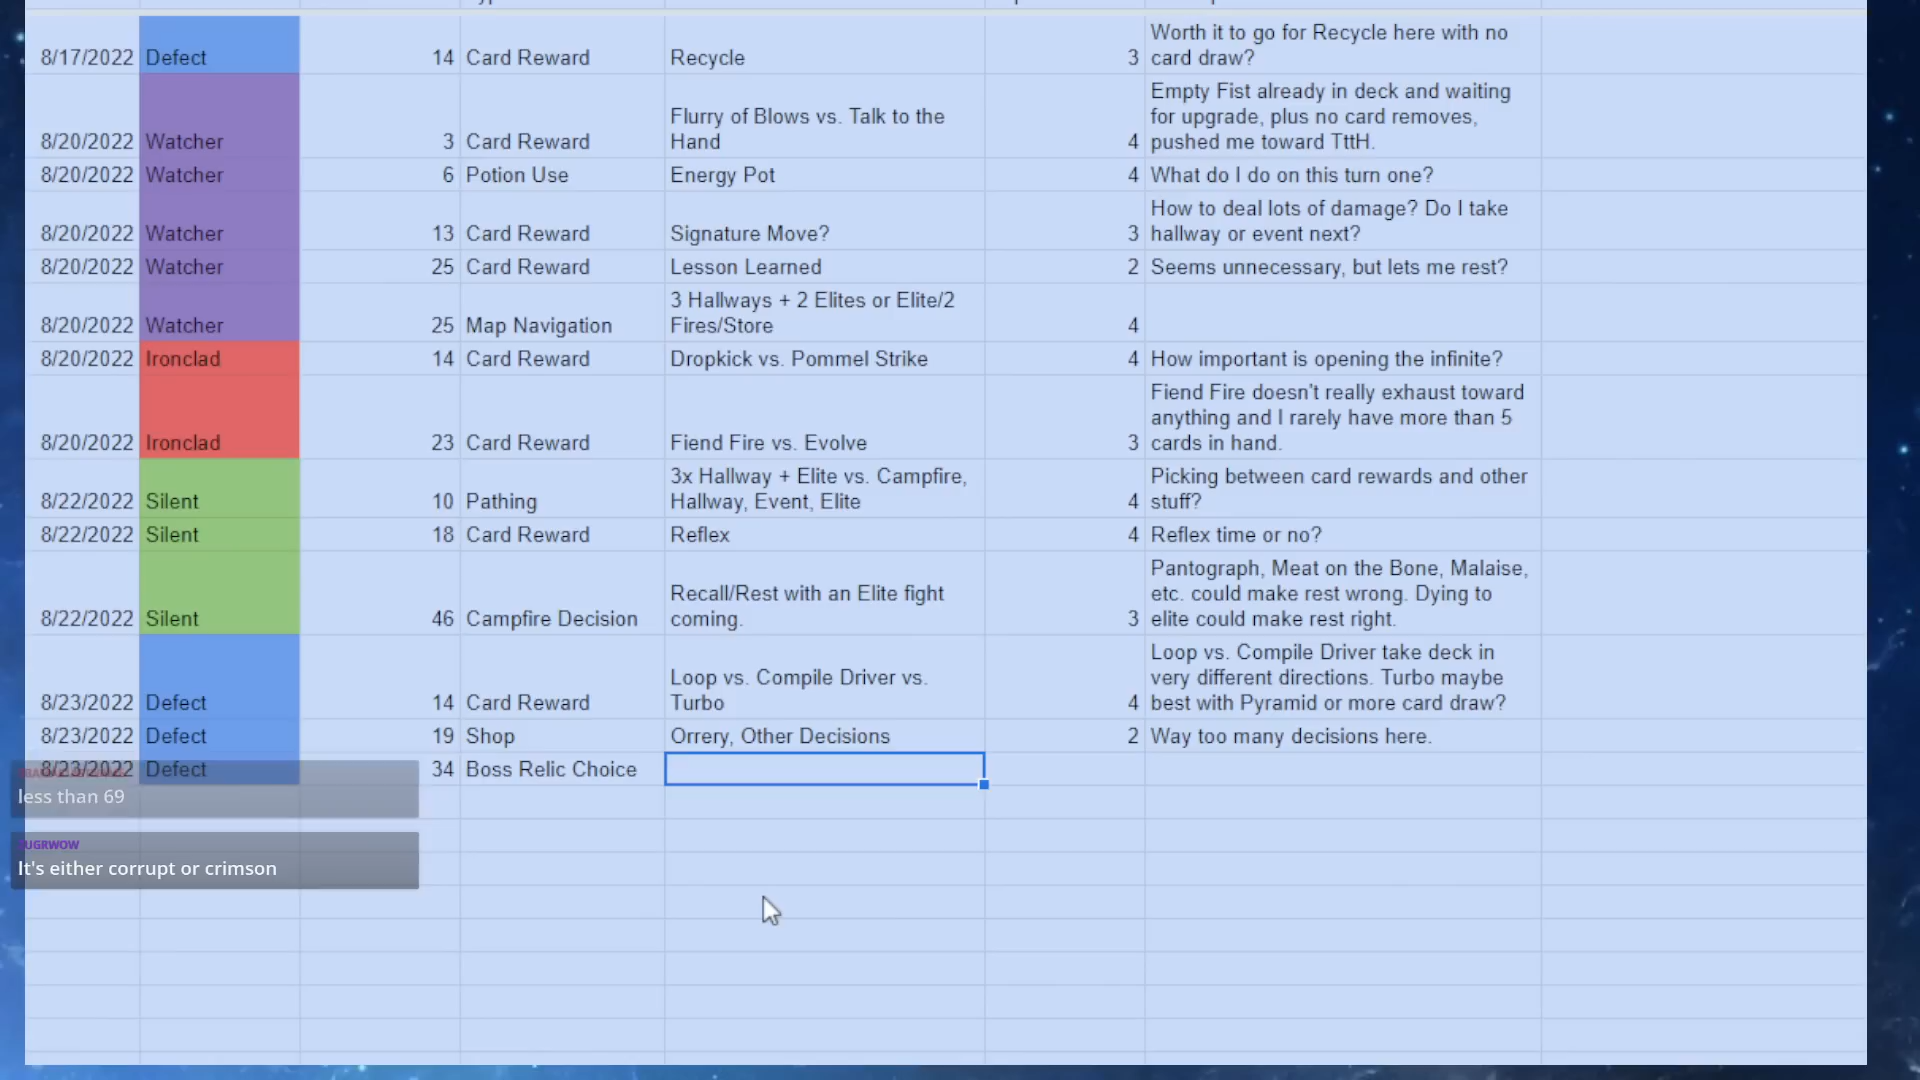 Worth it to go for Recycle here with no
8/17/2022 Defect 14 Card Reward Recycle 3 card draw?
Empty Fist already in deck and waiting
Flurry of Blows vs. Talk to the for upgrade, plus no card removes,
8/20/2022 Watcher 3 Card Reward Hand 4 pushed me toward TttH.
8/20/2022 Watcher 6 Potion Use Energy Pot 4 What do I do on this turn one?
How to deal lots of damage? Do I take
8/20/2022 Watcher 13 Card Reward Signature Move? 3 hallway or event next?
8/20/2022 Watcher 25 Card Reward Lesson Learned 2 Seems unnecessary, but lets me rest?
3 Hallways + 2 Elites or Elite/2
8/20/2022 Watcher 25 Map Navigation Fires/Store 4
8/20/2022 Ironclad 14 Card Reward Dropkick vs. Pommel Strike 4 How important is opening the infinite?
Fiend Fire doesn't really exhaust toward
anything and I rarely have more than 5
8/20/2022 Ironclad 23 Card Reward Fiend Fire vs. Evolve 3 cards in hand.
3x Hallway + Elite vs. Campfire, Picking between card rewards and other
8/22/2022 Silent 10 Pathing Hallway, Event, Elite 4 stuff?
8/22/2022 Silent 18 Card Reward Reflex 4 Reflex time or no?
Pantograph, Meat on the Bone, Malaise,
Recall/Rest with an Elite fight etc. could make rest wrong. Dying to
8/22/2022 Silent 46 Campfire Decision coming. 3 elite could make rest right.
Loop vs. Compile Driver take deck in
Loop vs. Compile Driver vs. very different directions. Turbo maybe
8/23/2022 Defect 14 Card Reward Turbo 4 best with Pyramid or more card draw?
8/23/2022 Defect 19 Shop Orrery, Other Decisions 2 Way too many decisions here.
8/23/2022 Defect 34 Boss Relic Choice
less than 69
UGRWOW
It's either corrupt or crimson